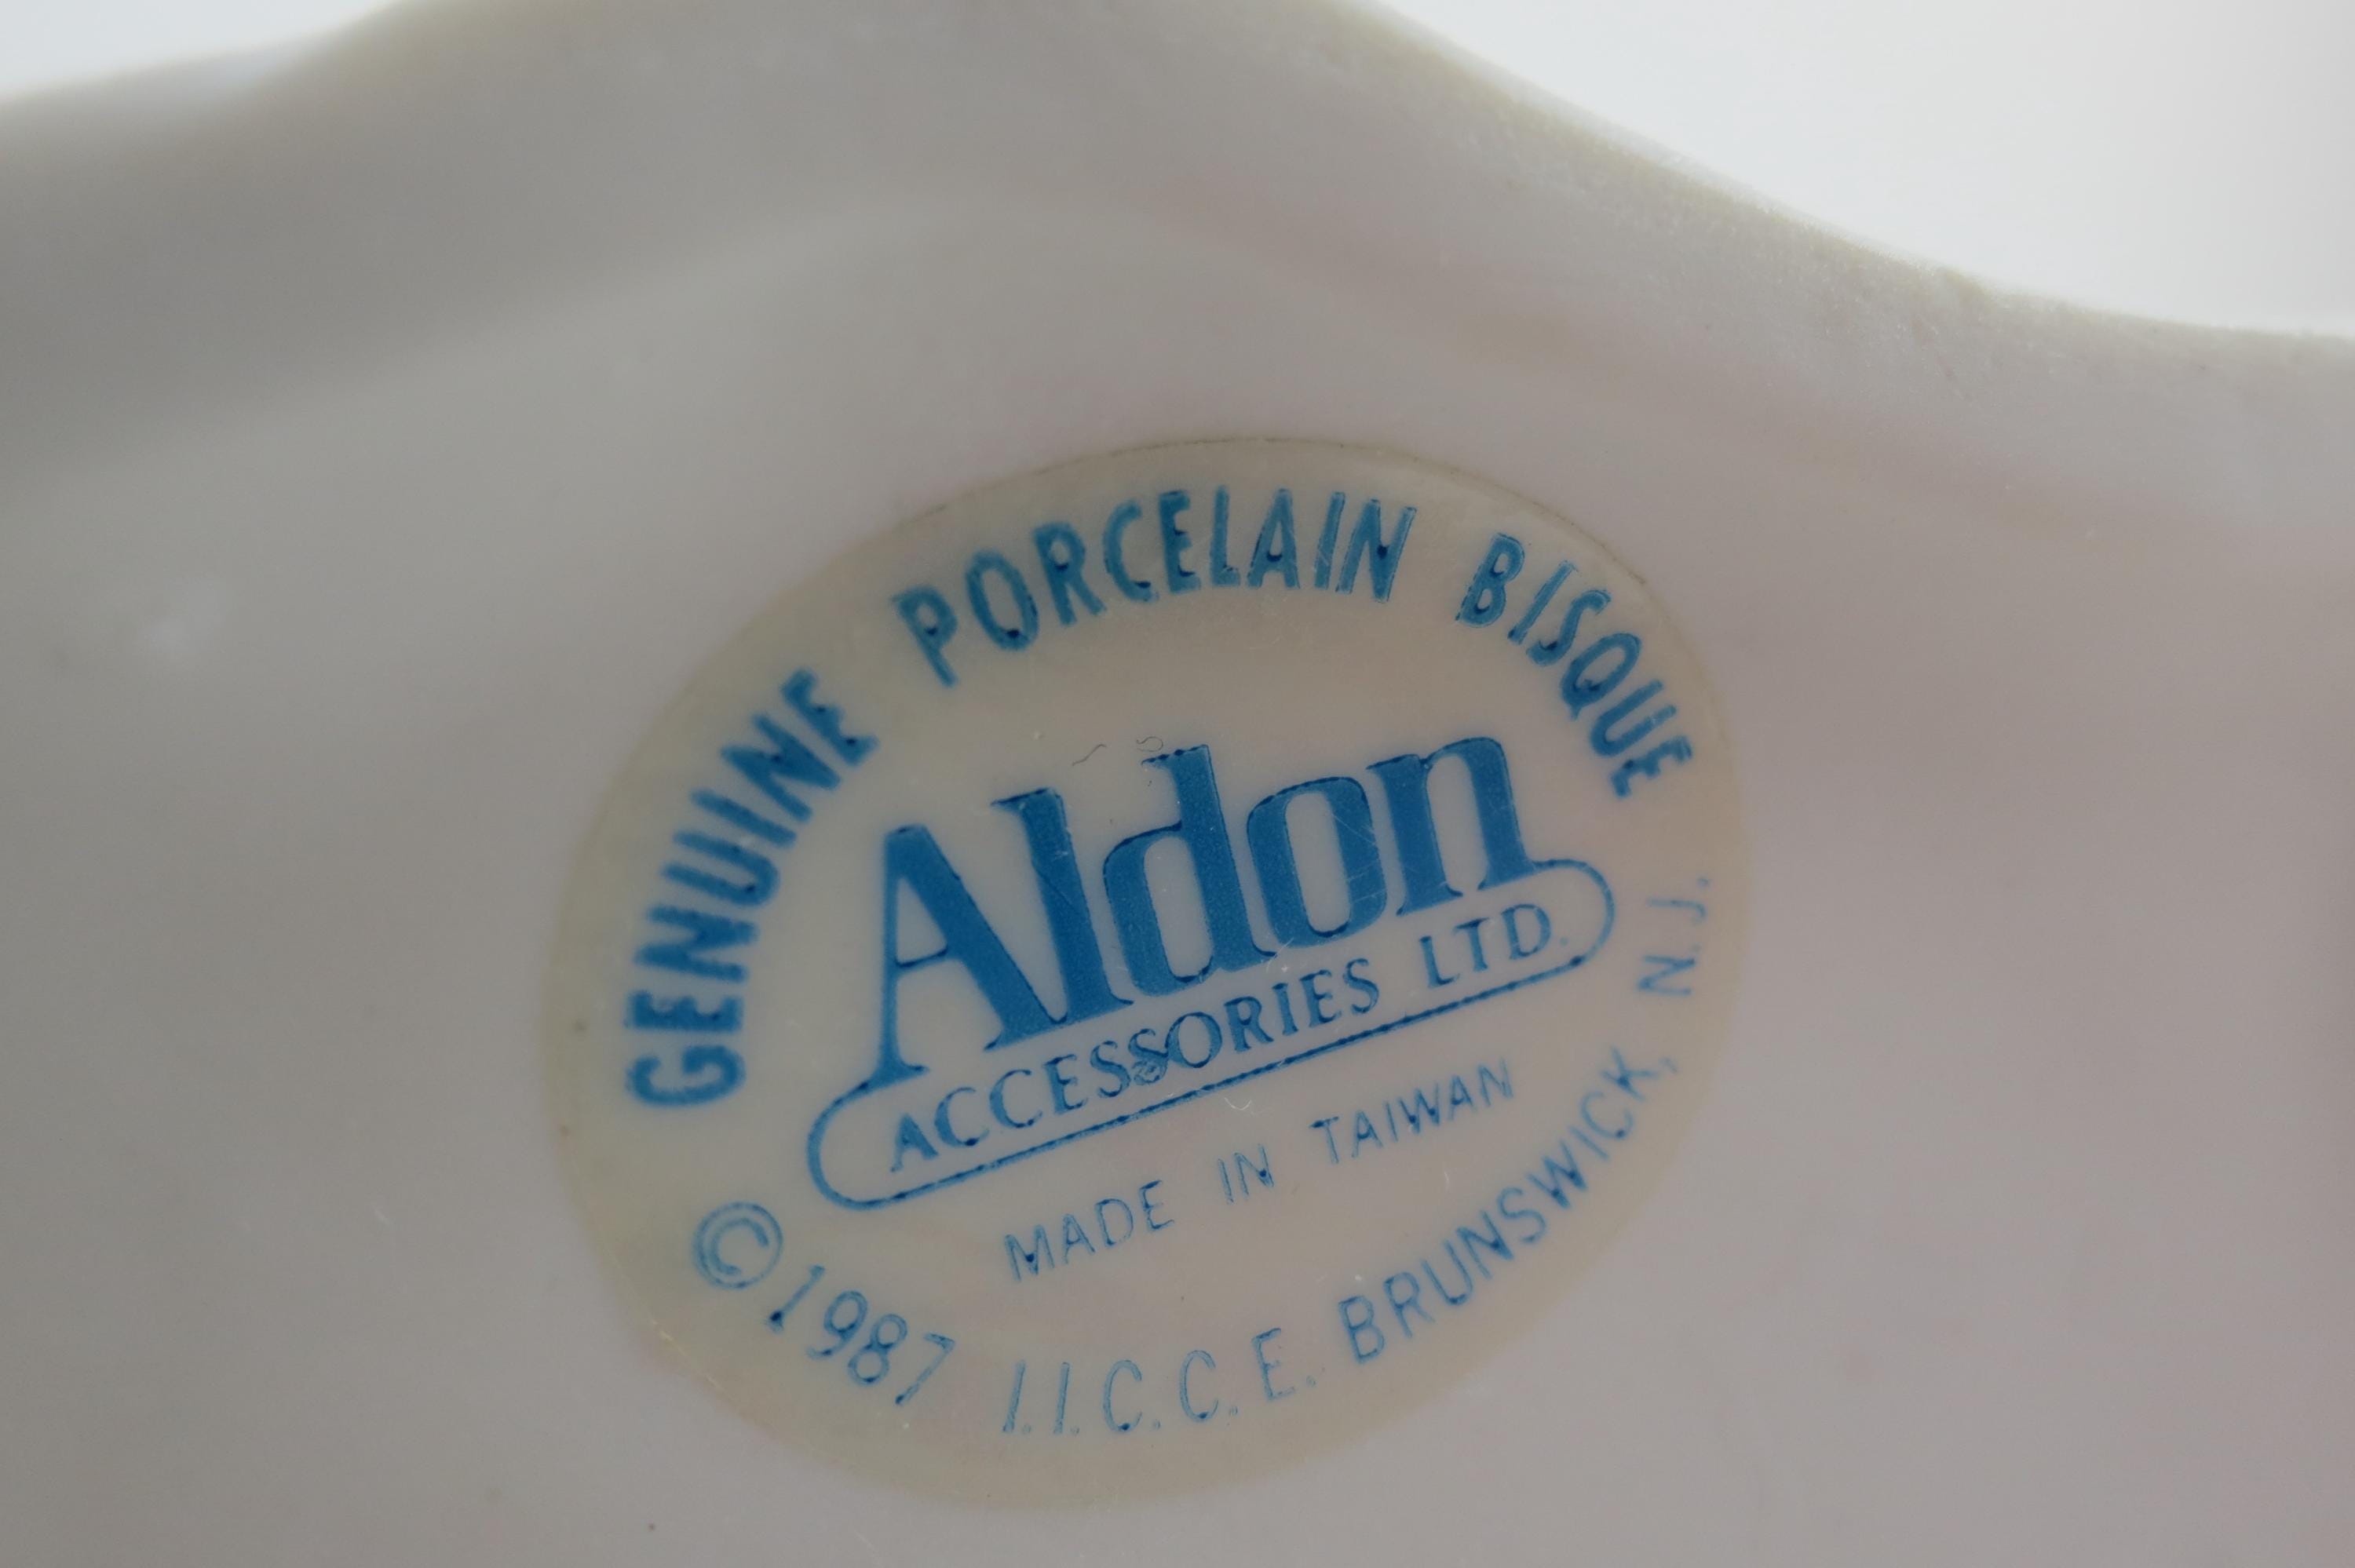 GENUINE PORCELAIN BISQUE
Aldon
ACCESSORIES LTD.
MADE IN TAIWAN
© 1987 I.I.C.C.E. BRUNSWICK, N.J.